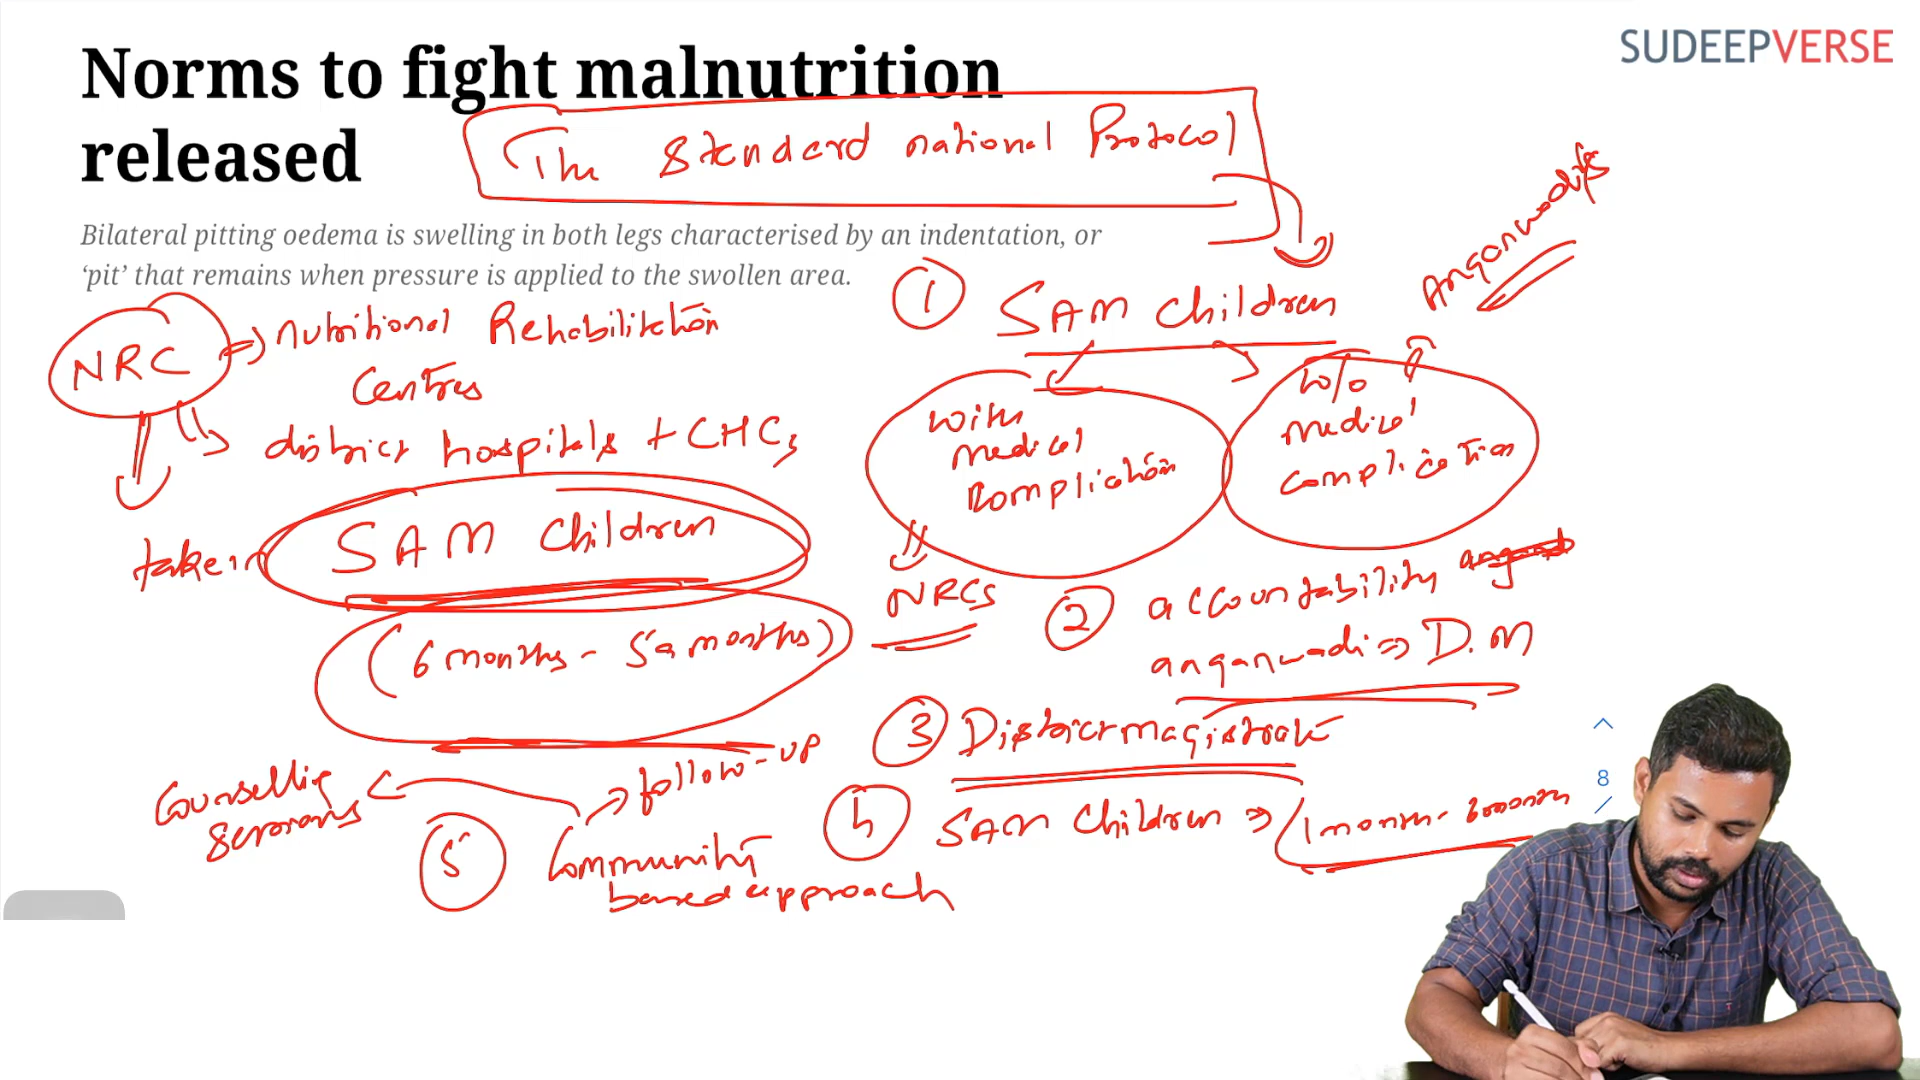 SUDEEPVERSE
Norms to fight malnutrition
released
The Standard national Protocol
Bilateral pitting oedema is swelling in both legs characterised by an indentation, or
‘pit’ that remains when pressure is applied to the swollen area.
NRC → nutritional Rehabilitation
Centres
district hospitals + CHCs
take in SAM Children
(6 months - 59 months)
① SAM Children
with
medical
complication
NRCs
w/o
medical
complication
Anganwadis
② accountability
anganwadi ⇒ D.M
③ District magistrate
④ SAM Children ⇒ 1 month -
⑤ Community
based approach
→ follow-up
Counselling
8